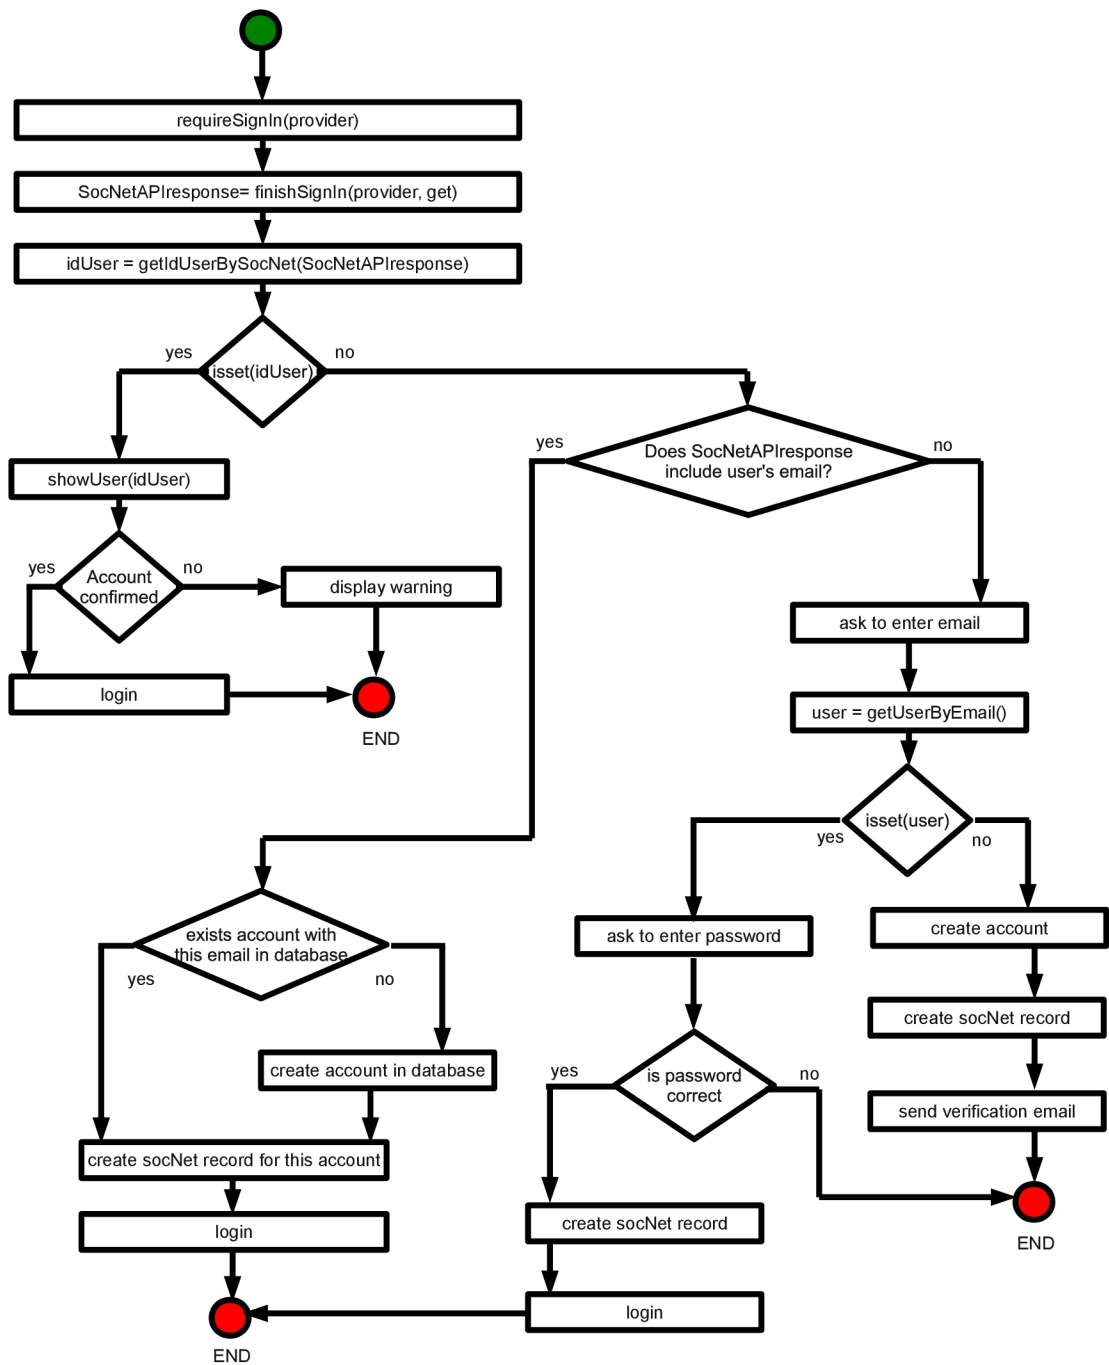 requireSignIn(provider)
SocNetAPIresponse= finishSignIn(provider, get)
idUser = getIdUserBySocNet(SocNetAPIresponse)
yes
no
isset(idUser)
yes
no
Does SocNetAPIresponse
include user's email?
showUser(idUser)
yes
no
Account
confirmed
display warning
login
END
ask to enter email
user = getUserByEmail()
isset(user)
yes
no
exists account with
this email in database
yes
no
ask to enter password
create account
create socNet record
create account in database
is password
correct
yes
no
send verification email
create socNet record for this account
login
create socNet record
END
login
END